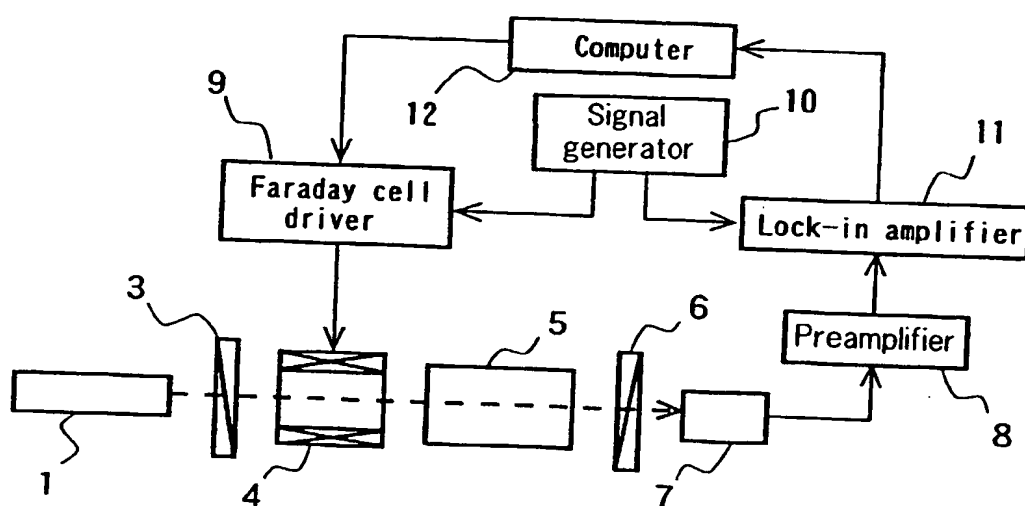 Computer
9
12
Signal
generator
10
11
Faraday cell
driver
Lock-in amplifier
3
5
6
Preamplifier
1
4
7
8